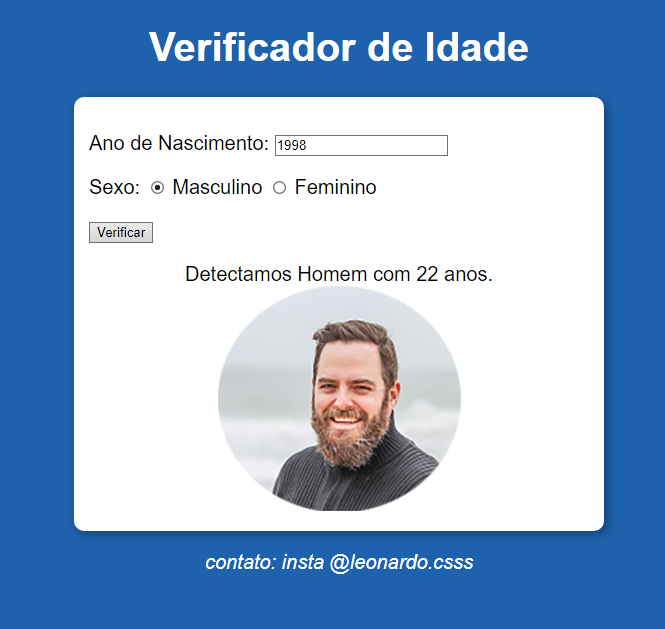 Verificador de Idade
Ano de Nascimento: 1998
Sexo: Masculino Feminino
Verificar
Detectamos Homem com 22 anos.
contato: insta @leonardo.csss